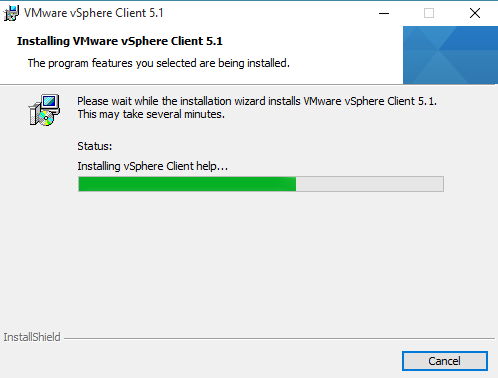 VMware vSphere Client 5.1
Installing VMware vSphere Client 5.1
The program features you selected are being installed.
Please wait while the installation wizard installs VMware vSphere Client 5.1.
This may take several minutes.
Status:
Installing vSphere Client help...
InstallShield
Cancel